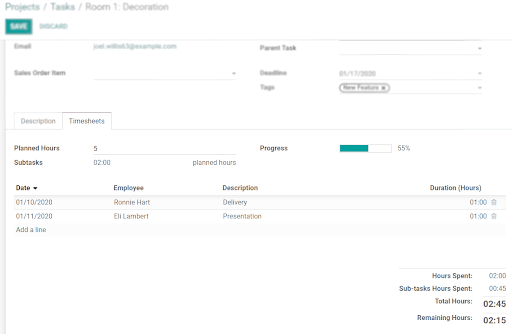 Projects / Tasks / Room 1: Decoration
SAVE DISCARD
Email joel.willis63@example.com Parent Task
Sales Order Item Deadline 01/17/2020
Tags New Feature
Description Timesheets
Planned Hours 5 Progress 55%
Subtasks 02:00 planned hours
Date Employee Description Duration (Hours)
01/10/2020 Ronnie Hart Delivery 01:00
01/11/2020 Eli Lambert Presentation 01:00
Add a line
Hours Spent: 02:00
Sub-tasks Hours Spent: 00:45
Total Hours: 02:45
Remaining Hours: 02:15